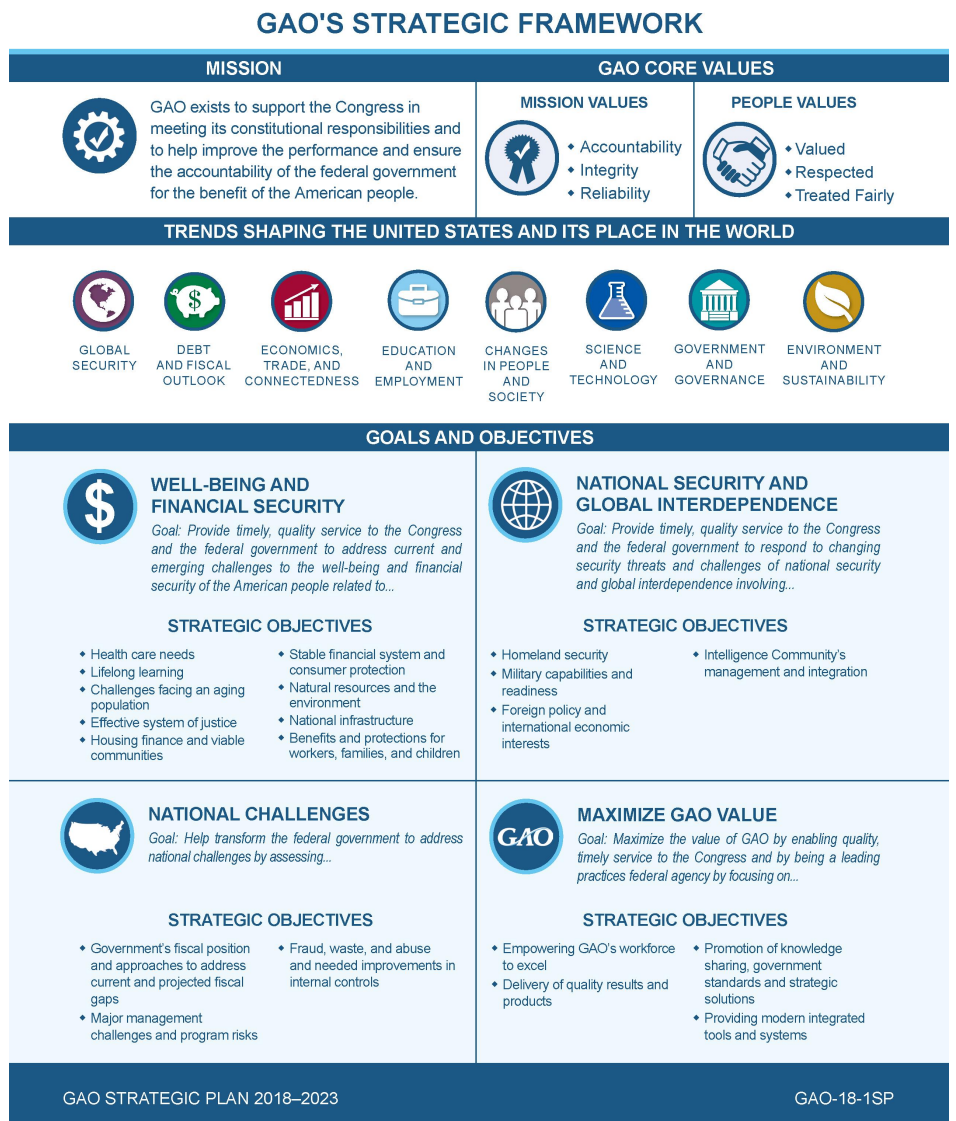 GAO'S STRATEGIC FRAMEWORK
MISSION
GAO exists to support the Congress in
meeting its constitutional responsibilities and
to help improve the performance and ensure
the accountability of the federal government
for the benefit of the American people.
GAO CORE VALUES
MISSION VALUES
Accountability
Integrity
Reliability
PEOPLE VALUES
Valued
Respected
Treated Fairly
TRENDS SHAPING THE UNITED STATES AND ITS PLACE IN THE WORLD
$
GLOBAL
SECURITY
DEBT
AND FISCAL
OUTLOOK
ECONOMICS,
TRADE, AND
CONNECTEDNESS
EDUCATION
AND
EMPLOYMENT
CHANGES
IN PEOPLE
AND
SOCIETY
SCIENCE
AND
TECHNOLOGY
GOVERNMENT
AND
GOVERNANCE
ENVIRONMENT
AND
SUSTAINABILITY
GOALS AND OBJECTIVES
$
WELL-BEING AND
FINANCIAL SECURITY
Goal: Provide timely, quality service to the Congress
and the federal government to address current and
emerging challenges to the well-being and financial
security of the American people related to...
STRATEGIC OBJECTIVES
Health care needs
Lifelong learning
Challenges facing an aging
population
Effective system of justice
Housing finance and viable
communities
Stable financial system and
consumer protection
Natural resources and the
environment
National infrastructure
Benefits and protections for
workers, families, and children
NATIONAL SECURITY AND
GLOBAL INTERDEPENDENCE
Goal: Provide timely, quality service to the Congress
and the federal government to respond to changing
security threats and challenges of national security
and global interdependence involving...
STRATEGIC OBJECTIVES
Homeland security
Military capabilities and
readiness
Foreign policy and
international economic
interests
Intelligence Community's
management and integration
NATIONAL CHALLENGES
Goal: Help transform the federal government to address
national challenges by assessing...
STRATEGIC OBJECTIVES
Government's fiscal position
and approaches to address
current and projected fiscal
gaps
Major management
challenges and program risks
Fraud, waste, and abuse
and needed improvements in
internal controls
GAO
MAXIMIZE GAO VALUE
Goal: Maximize the value of GAO by enabling quality,
timely service to the Congress and by being a leading
practices federal agency by focusing on...
STRATEGIC OBJECTIVES
Empowering GAO's workforce
to excel
Delivery of quality results and
products
Promotion of knowledge
sharing, government
standards and strategic
solutions
Providing modern integrated
tools and systems
GAO STRATEGIC PLAN 2018–2023
GAO-18-1SP